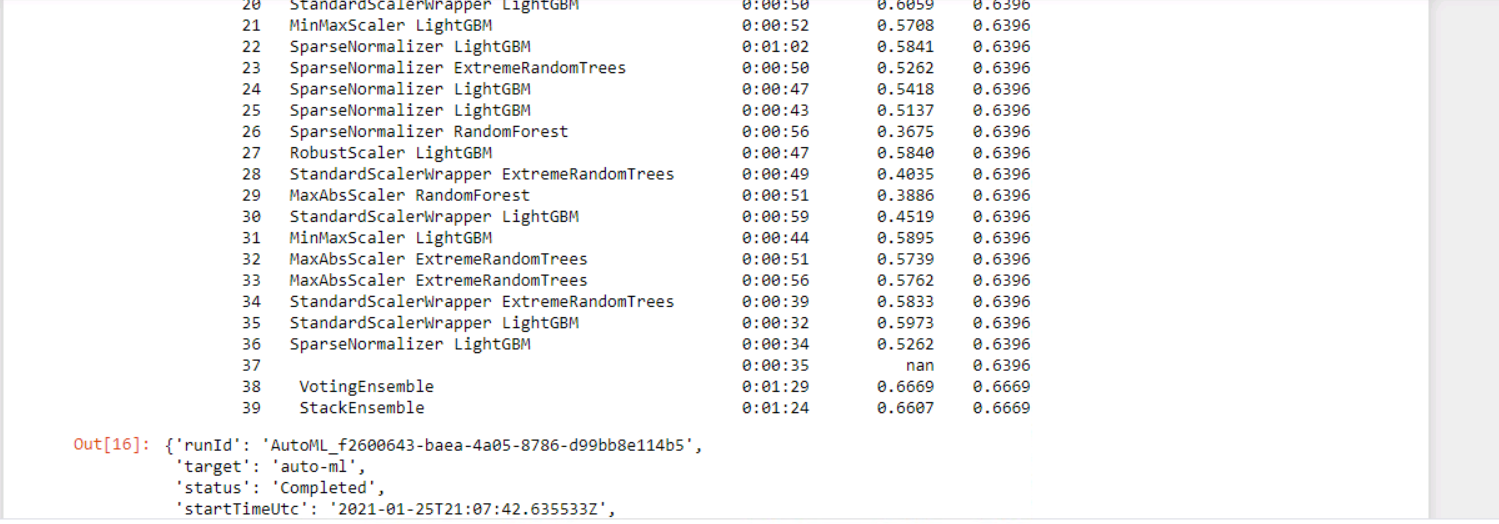 20 StandardScalerWrapper LightGBM 0:00:50 0.6059 0.6396
21 MinMaxScaler LightGBM 0:00:52 0.5708 0.6396
22 SparseNormalizer LightGBM 0:01:02 0.5841 0.6396
23 SparseNormalizer ExtremeRandomTrees 0:00:50 0.5262 0.6396
24 SparseNormalizer LightGBM 0:00:47 0.5418 0.6396
25 SparseNormalizer LightGBM 0:00:43 0.5137 0.6396
26 SparseNormalizer RandomForest 0:00:56 0.3675 0.6396
27 RobustScaler LightGBM 0:00:47 0.5840 0.6396
28 StandardScalerWrapper ExtremeRandomTrees 0:00:49 0.4035 0.6396
29 MaxAbsScaler RandomForest 0:00:51 0.3886 0.6396
30 StandardScalerWrapper LightGBM 0:00:59 0.4519 0.6396
31 MinMaxScaler LightGBM 0:00:44 0.5895 0.6396
32 MaxAbsScaler ExtremeRandomTrees 0:00:51 0.5739 0.6396
33 MaxAbsScaler ExtremeRandomTrees 0:00:56 0.5762 0.6396
34 StandardScalerWrapper ExtremeRandomTrees 0:00:39 0.5833 0.6396
35 StandardScalerWrapper LightGBM 0:00:32 0.5973 0.6396
36 SparseNormalizer LightGBM 0:00:34 0.5262 0.6396
37 0:00:35 nan 0.6396
38 VotingEnsemble 0:01:29 0.6669 0.6669
39 StackEnsemble 0:01:24 0.6607 0.6669
Out[16]: {'runId': 'AutoML_f2600643-baea-4a05-8786-d99bb8e114b5',
'target': 'auto-ml',
'status': 'Completed',
'startTimeUtc': '2021-01-25T21:07:42.635533Z',